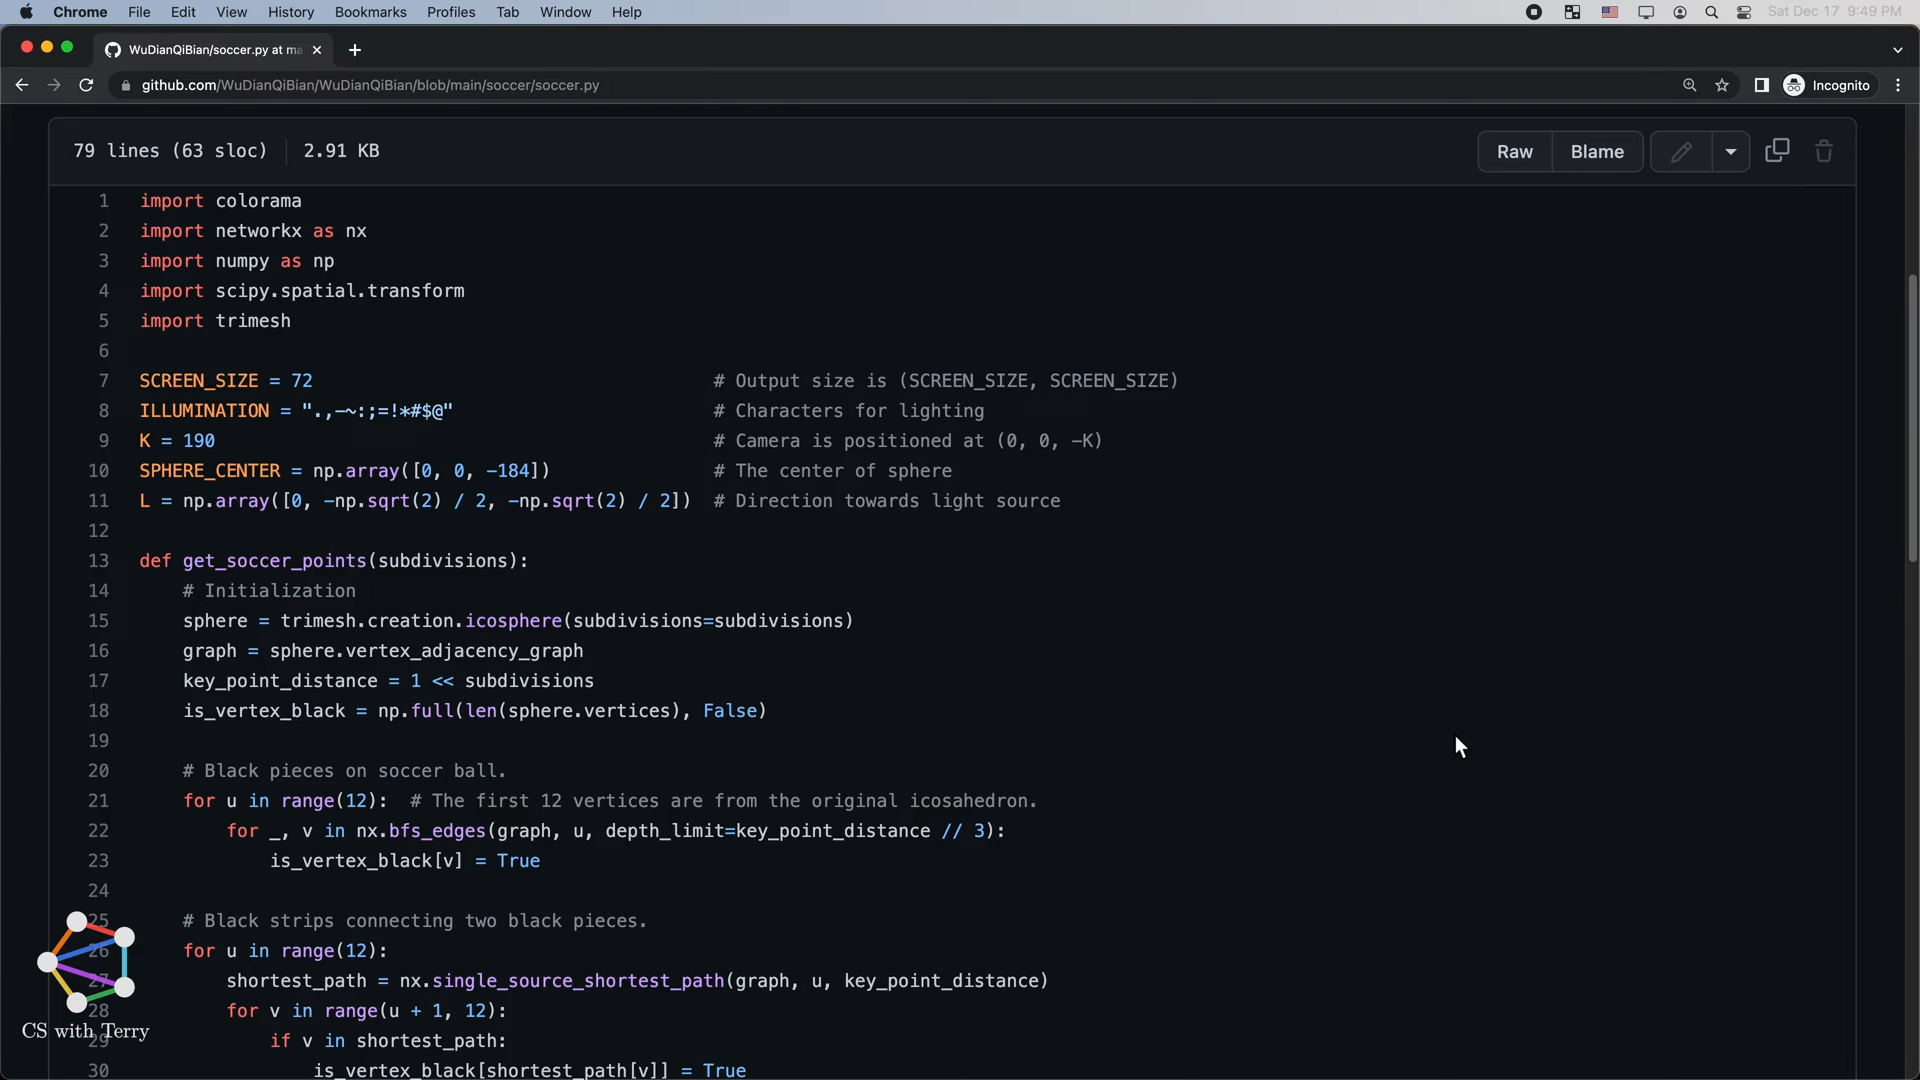 Chrome File Edit View History Bookmarks Profiles Tab Window Help Sat Dec 17 9:49 PM
WuDianQiBian/soccer.py at ma
github.com/WuDianQiBian/WuDianQiBian/blob/main/soccer/soccer.py Incognito
79 lines (63 sloc) 2.91 KB Raw Blame
1 import colorama
2 import networkx as nx
3 import numpy as np
4 import scipy.spatial.transform
5 import trimesh
6
7 SCREEN_SIZE = 72 # Output size is (SCREEN_SIZE, SCREEN_SIZE)
8 ILLUMINATION = ".,-~:;=!*#$@" # Characters for lighting
9 K = 190 # Camera is positioned at (0, 0, -K)
10 SPHERE_CENTER = np.array([0, 0, -184]) # The center of sphere
11 L = np.array([0, -np.sqrt(2) / 2, -np.sqrt(2) / 2]) # Direction towards light source
12
13 def get_soccer_points(subdivisions):
14 # Initialization
15 sphere = trimesh.creation.icosphere(subdivisions=subdivisions)
16 graph = sphere.vertex_adjacency_graph
17 key_point_distance = 1 << subdivisions
18 is_vertex_black = np.full(len(sphere.vertices), False)
19
20 # Black pieces on soccer ball.
21 for u in range(12): # The first 12 vertices are from the original icosahedron.
22 for _, v in nx.bfs_edges(graph, u, depth_limit=key_point_distance // 3):
23 is_vertex_black[v] = True
24
25 # Black strips connecting two black pieces.
26 for u in range(12):
27 shortest_path = nx.single_source_shortest_path(graph, u, key_point_distance)
28 for v in range(u + 1, 12):
29 if v in shortest_path:
30 is_vertex_black[shortest_path[v]] = True
CS with Terry